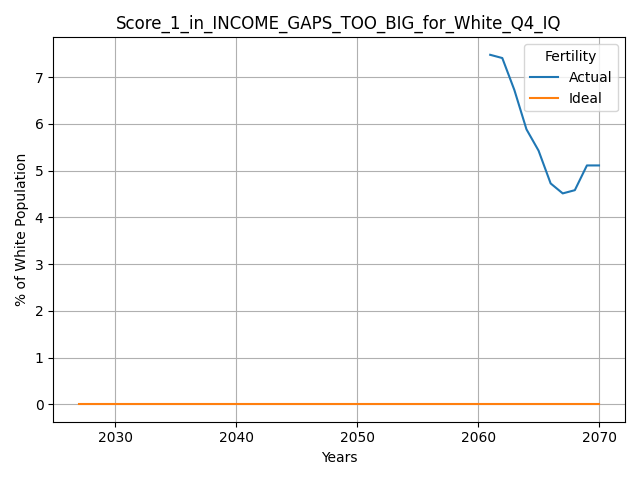 Score_1_in_INCOME_GAPS_TOO_BIG_for_White_Q4_IQ
Fertility
Actual
Ideal
% of White Population
7
6
5
4
3
2
1
0
2030 2040 2050 2060 2070
Years